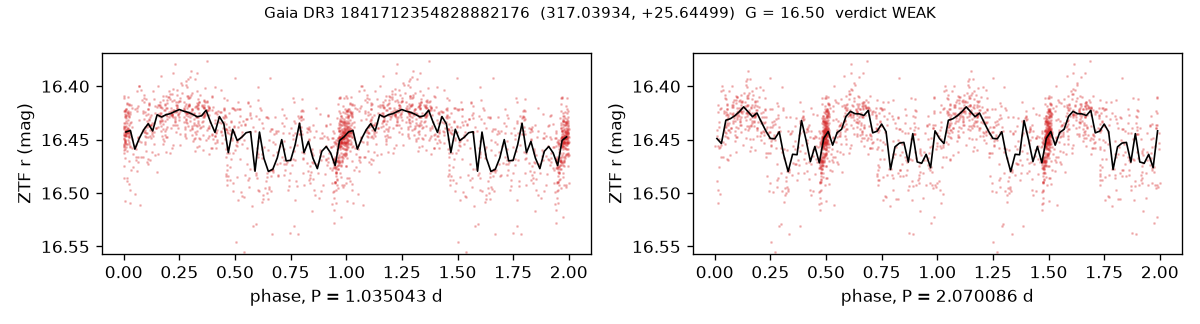 Gaia DR3 1841712354828882176 (317.03934, +25.64499) G = 16.50 verdict WEAK
ZTF r (mag)
16.40
16.45
16.50
16.55
0.00 0.25 0.50 0.75 1.00 1.25 1.50 1.75 2.00
phase, P = 1.035043 d
ZTF r (mag)
16.40
16.45
16.50
16.55
0.00 0.25 0.50 0.75 1.00 1.25 1.50 1.75 2.00
phase, P = 2.070086 d